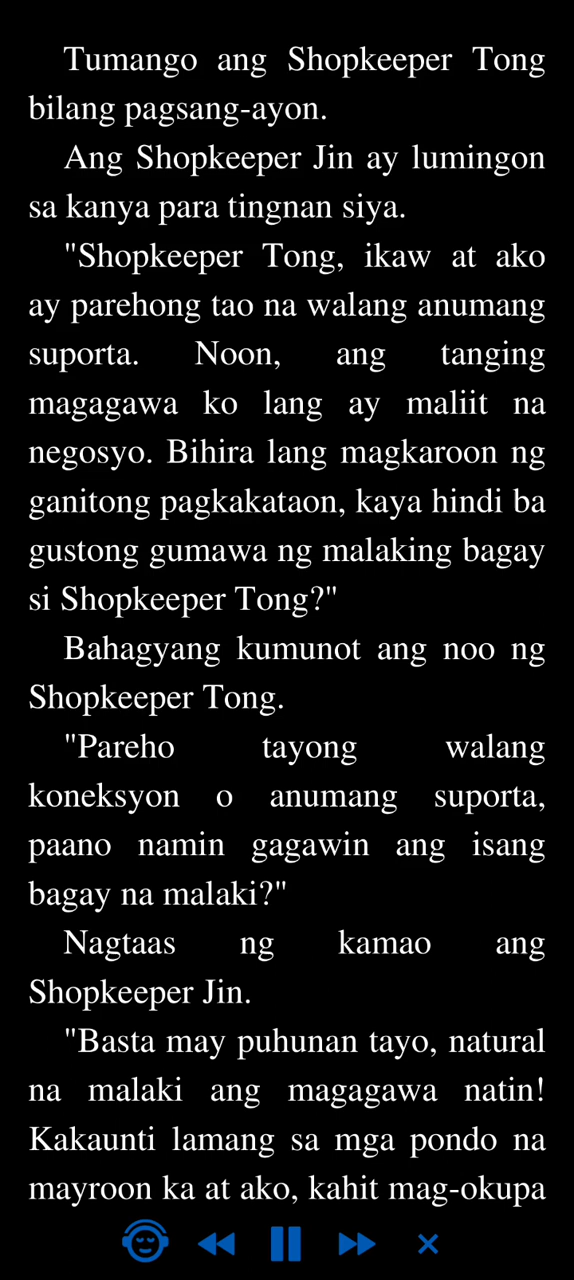 Tumango ang Shopkeeper Tong
bilang pagsang-ayon.
Ang Shopkeeper Jin ay lumingon
sa kanya para tingnan siya.
"Shopkeeper Tong, ikaw at ako
ay parehong tao na walang anumang
suporta. Noon, ang tanging
magagawa ko lang ay maliit na
negosyo. Bihira lang magkaroon ng
ganitong pagkakataon, kaya hindi ba
gustong gumawa ng malaking bagay
si Shopkeeper Tong?"
Bahagyang kumunot ang noo ng
Shopkeeper Tong.
"Pareho tayong walang
koneksyon o anumang suporta,
paano namin gagawin ang isang
bagay na malaki?"
Nagtaas ng kamao ang
Shopkeeper Jin.
"Basta may puhunan tayo, natural
na malaki ang magagawa natin!
Kakaunti lamang sa mga pondo na
mayroon ka at ako, kahit mag-okupa